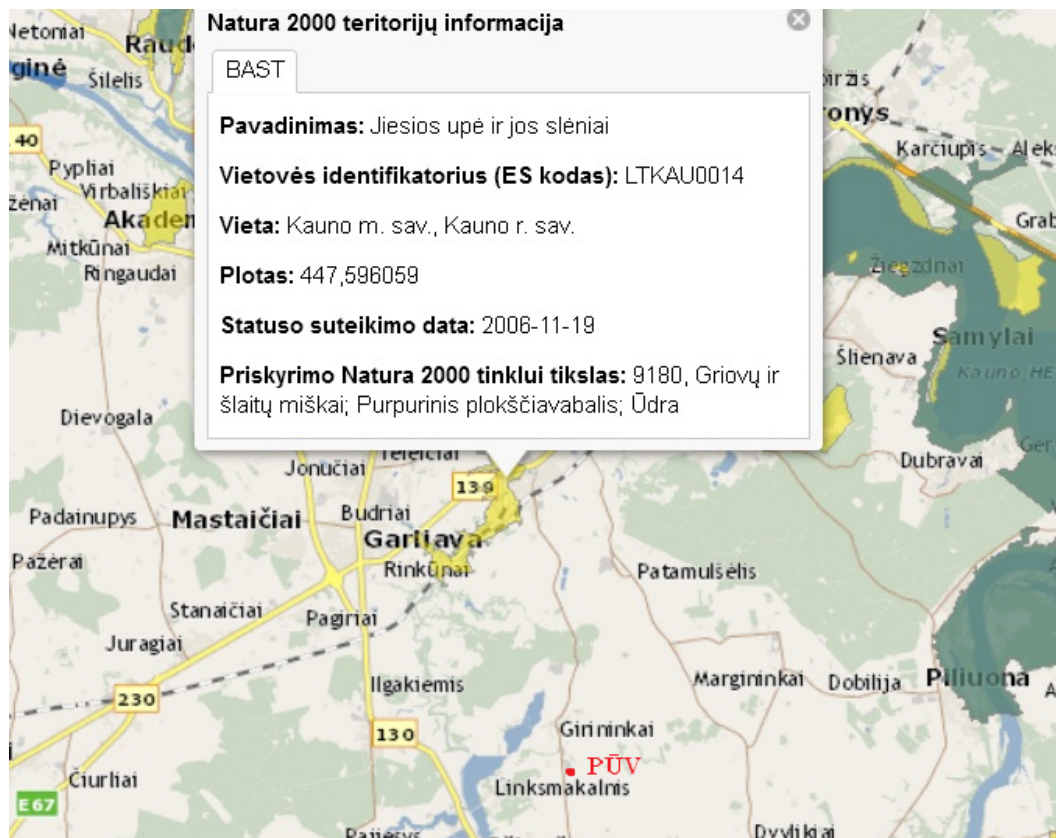 Natura 2000 teritorijų informacija
BAST
Pavadinimas: Jiesios upė ir jos slėniai
Vietovės identifikatorius (ES kodas): LTKAU0014
Vieta: Kauno m. sav., Kauno r. sav.
Plotas: 447,596059
Statuso suteikimo data: 2006-11-19
Priskyrimo Natura 2000 tinklui tikslas: 9180, Griovų ir
šlaitų miškai; Purpurinis plokščiavabalis; Ūdra
Šilelis
40
Pypliai
Virbališkiai
Mitkūnai
Ringaudai
Karčiupis
Žiegždriai
Samylai
Šlienava
Kauno HE
Dievogala
Jonučiai
139
Dubravai
Padainupys
Mastaičiai
Budriai
Garliava
Pažėrai
Rinkūnai
Patamulšėlis
Stanaičiai
Pagiriai
Juragiai
230
Ilgakiemis
Margininkai
Dobilija
Piliuona
130
Girininkai
PŪV
Čiurliai
Linksmakalnis
E67